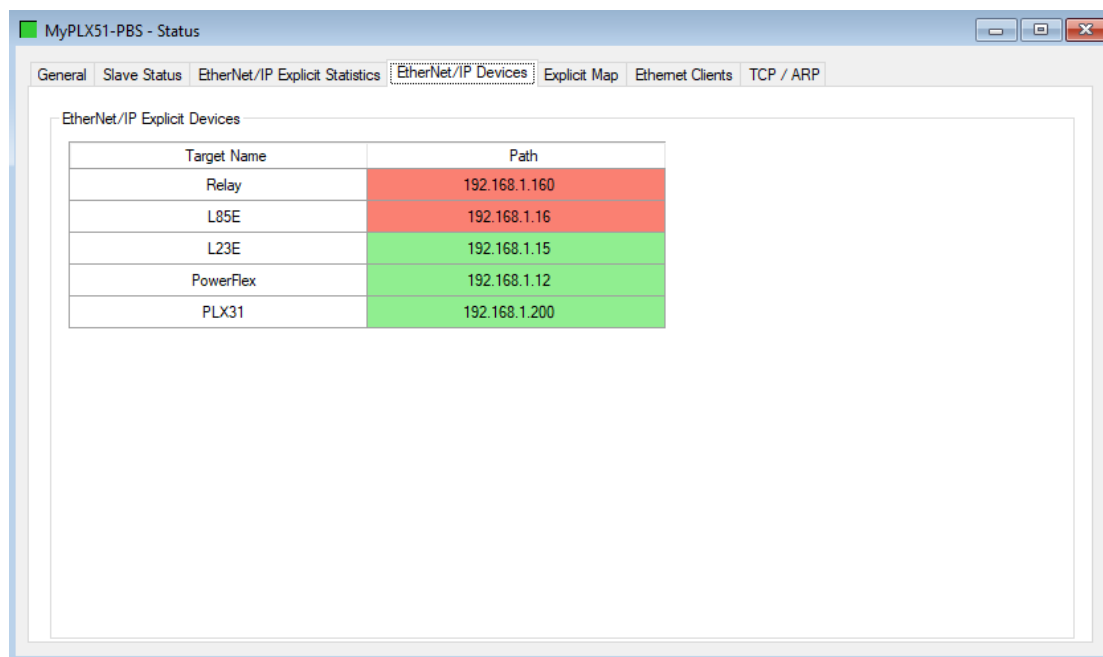 MyPLX51-PBS - Status
General Slave Status EtherNet/IP Explicit Statistics EtherNet/IP Devices Explicit Map Ethernet Clients TCP / ARP
EtherNet/IP Explicit Devices
Target Name Path
Relay 192.168.1.160
L85E 192.168.1.16
L23E 192.168.1.15
PowerFlex 192.168.1.12
PLX31 192.168.1.200